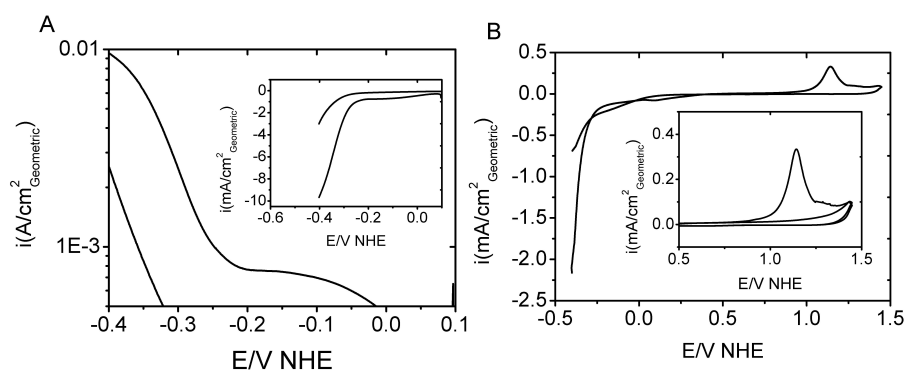 A
0.01
1E-3
i(A/cm²Geometric)
-0.4 -0.3 -0.2 -0.1 0.0 0.1
E/V NHE
0
-2
-4
-6
-8
-10
i(mA/cm²Geometric)
-0.6 -0.4 -0.2 0.0
E/V NHE
B
0.5
0.0
-0.5
-1.0
-1.5
-2.0
-2.5
i(mA/cm²Geometric)
-0.5 0.0 0.5 1.0 1.5
E/V NHE
0.4
0.2
0.0
i(mA/cm²Geometric)
0.5 1.0 1.5
E/V NHE